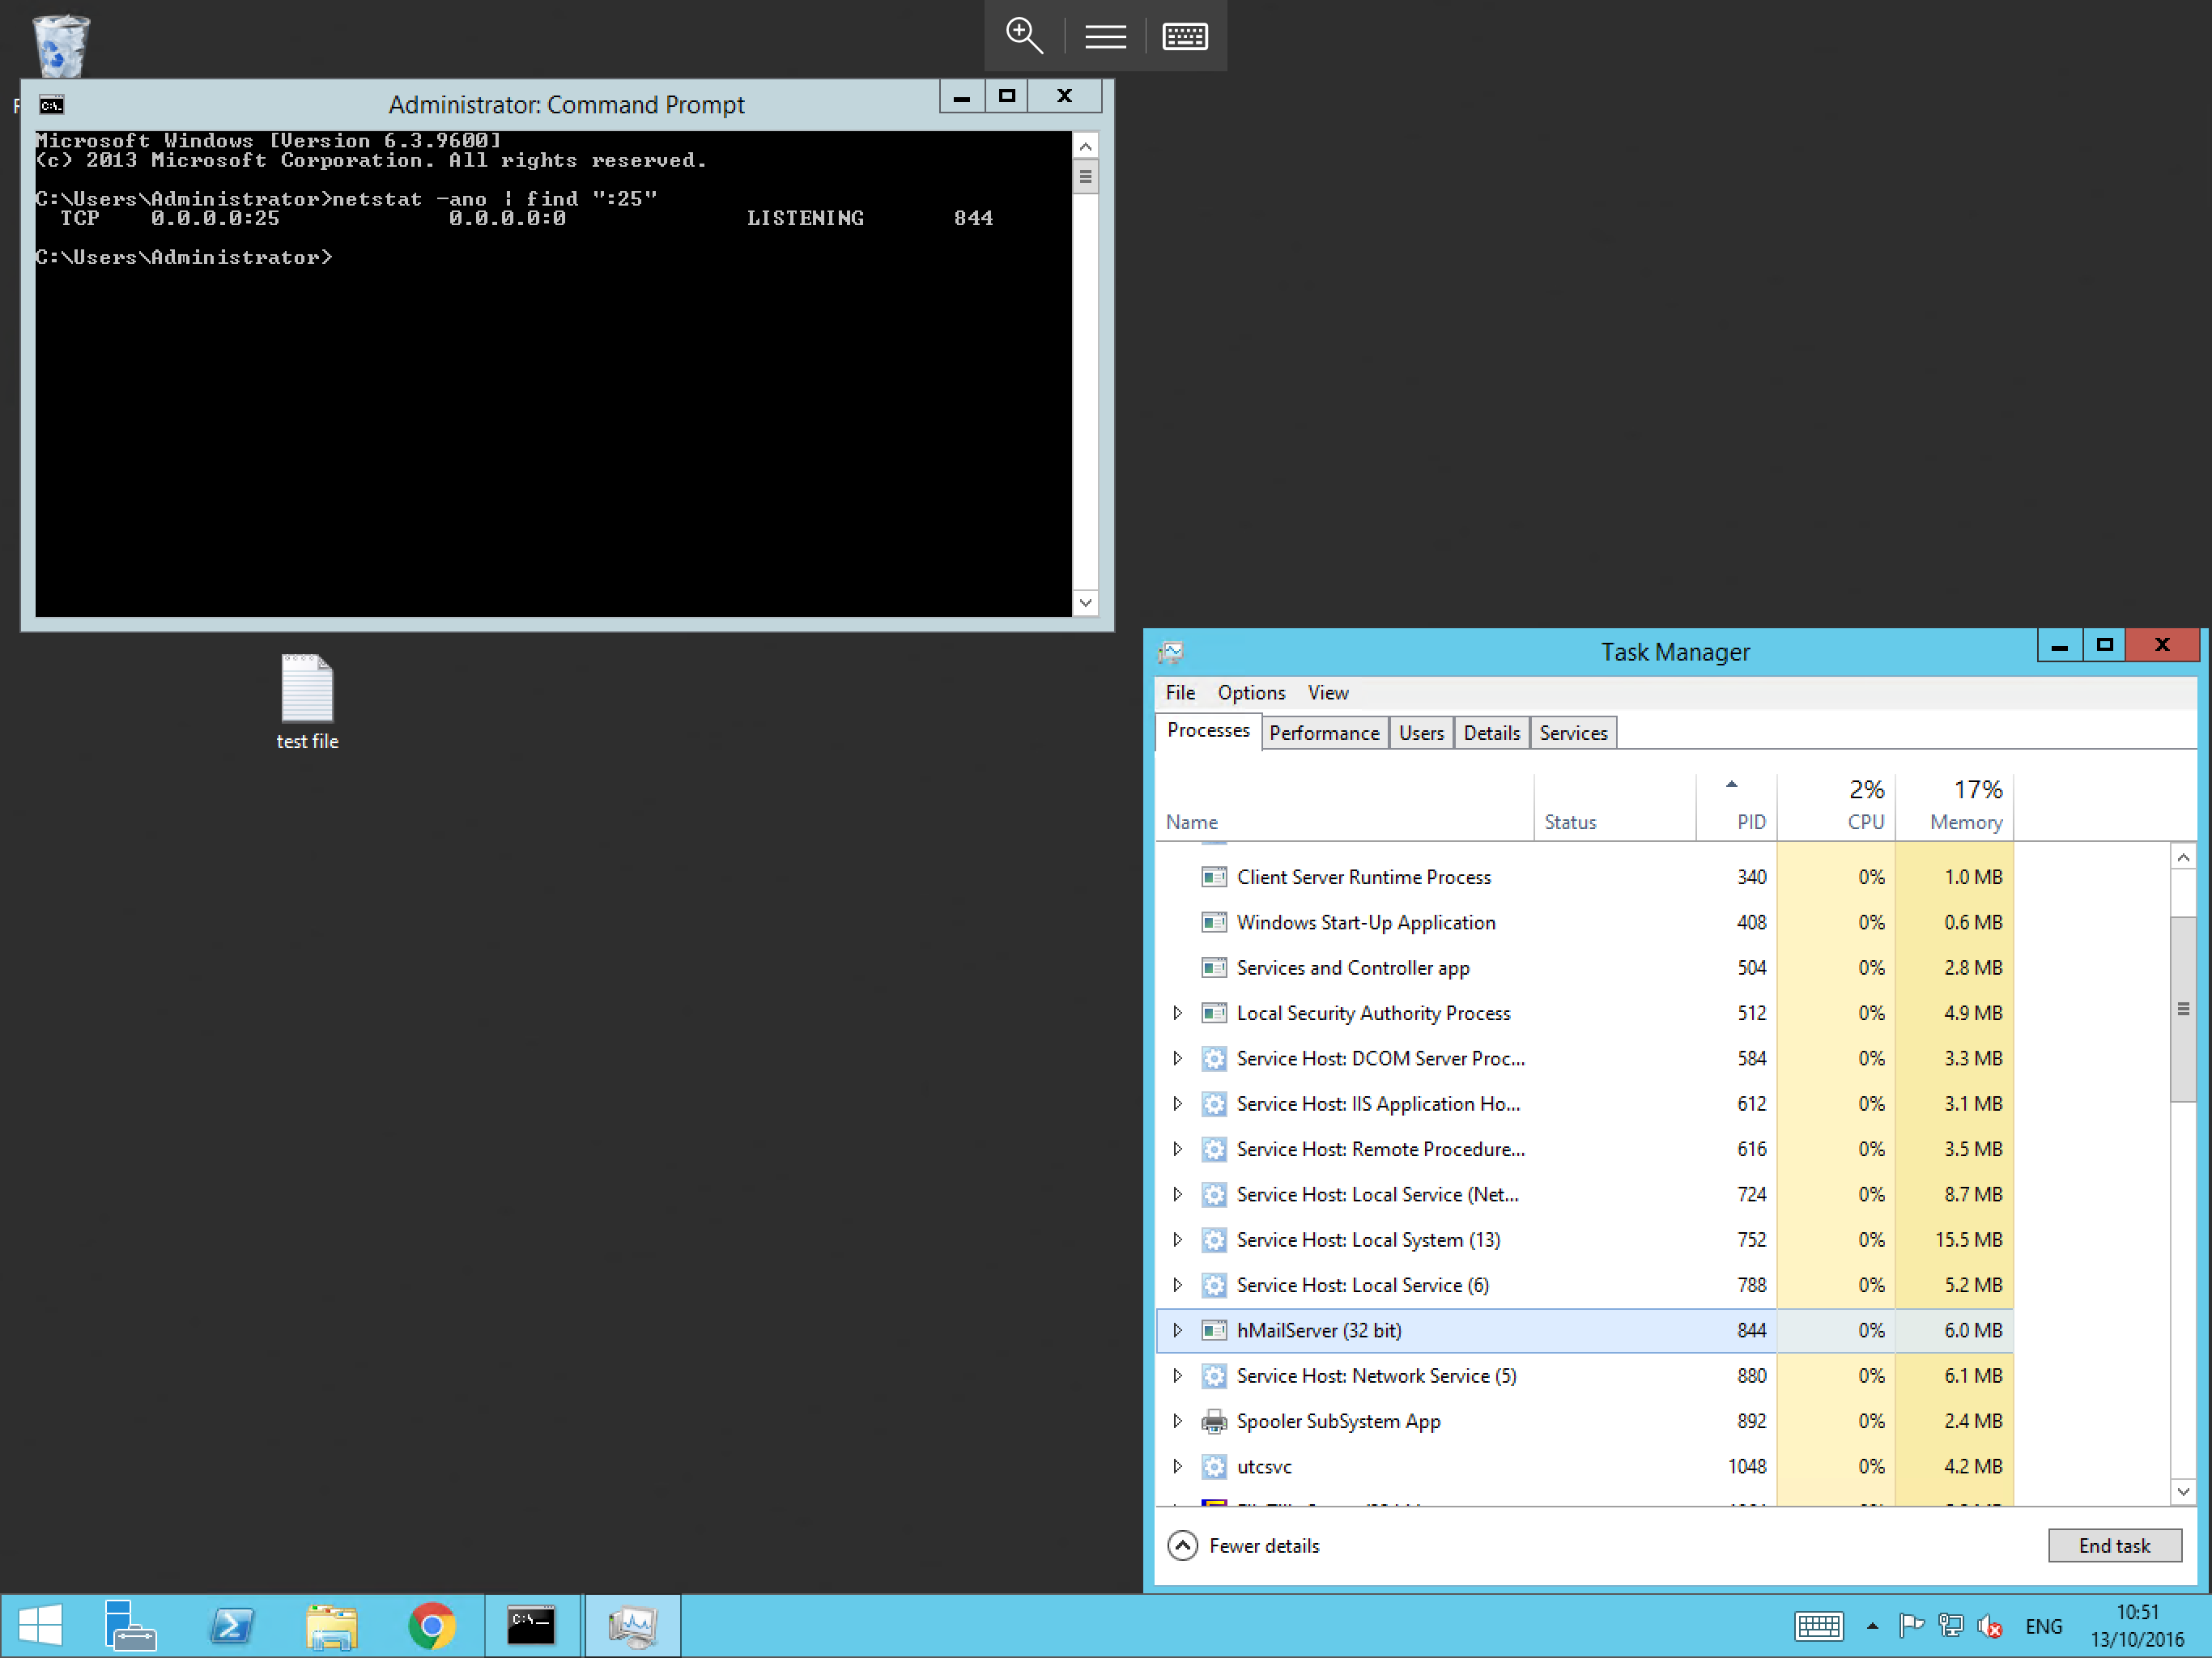 Administrator: Command Prompt
Microsoft Windows [Version 6.3.9600]
(c) 2013 Microsoft Corporation. All rights reserved.
C:\Users\Administrator>netstat -ano | find ":25"
TCP 0.0.0.0:25 0.0.0.0:0 LISTENING 844
C:\Users\Administrator>
test file
Task Manager
File Options View
Processes Performance Users Details Services
2% 17%
Name Status PID CPU Memory
Client Server Runtime Process 340 0% 1.0 MB
Windows Start-Up Application 408 0% 0.6 MB
Services and Controller app 504 0% 2.8 MB
Local Security Authority Process 512 0% 4.9 MB
Service Host: DCOM Server Proc... 584 0% 3.3 MB
Service Host: IIS Application Ho... 612 0% 3.1 MB
Service Host: Remote Procedure... 616 0% 3.5 MB
Service Host: Local Service (Net... 724 0% 8.7 MB
Service Host: Local System (13) 752 0% 15.5 MB
Service Host: Local Service (6) 788 0% 5.2 MB
hMailServer (32 bit) 844 0% 6.0 MB
Service Host: Network Service (5) 880 0% 6.1 MB
Spooler SubSystem App 892 0% 2.4 MB
utcsvc 1048 0% 4.2 MB
Fewer details End task
ENG 10:51
13/10/2016